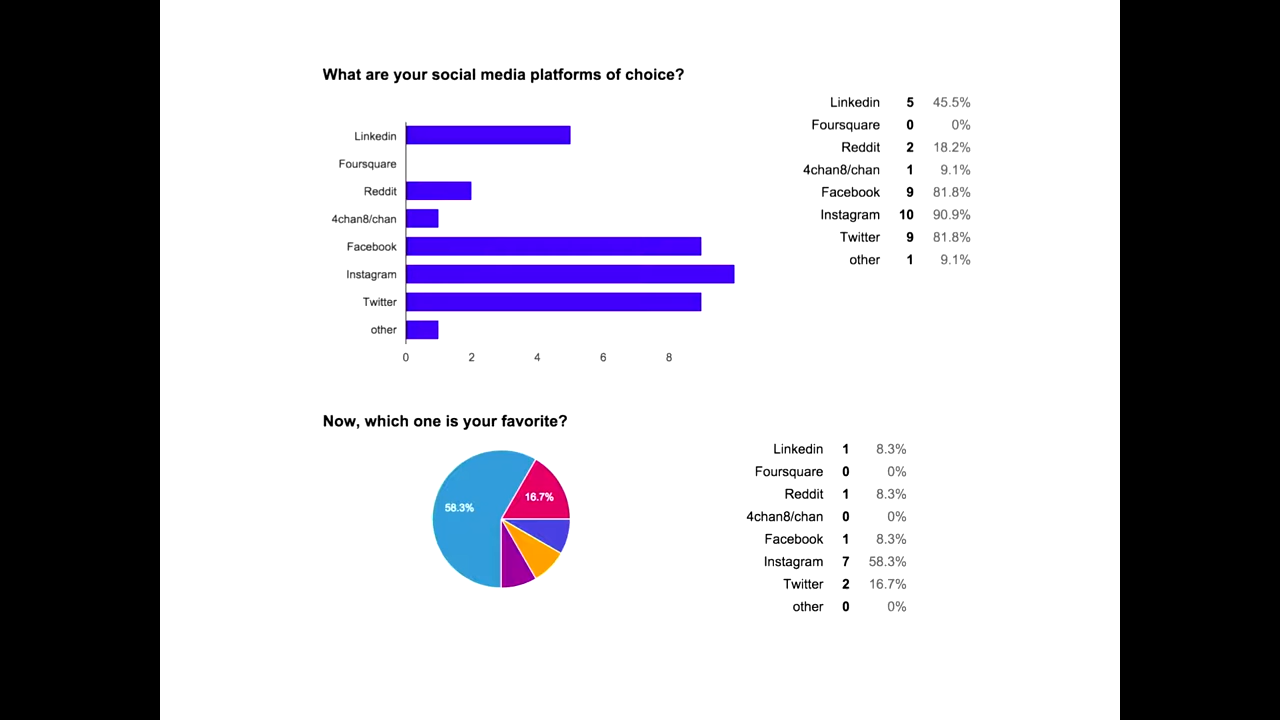 What are your social media platforms of choice?
Linkedin 5 45.5%
Foursquare 0 0%
Reddit 2 18.2%
4chan8/chan 1 9.1%
Facebook 9 81.8%
Instagram 10 90.9%
Twitter 9 81.8%
other 1 9.1%
Linkedin
Foursquare
Reddit
4chan8/chan
Facebook
Instagram
Twitter
other
0 2 4 6 8
Now, which one is your favorite?
58.3%
16.7%
Linkedin 1 8.3%
Foursquare 0 0%
Reddit 1 8.3%
4chan8/chan 0 0%
Facebook 1 8.3%
Instagram 7 58.3%
Twitter 2 16.7%
other 0 0%